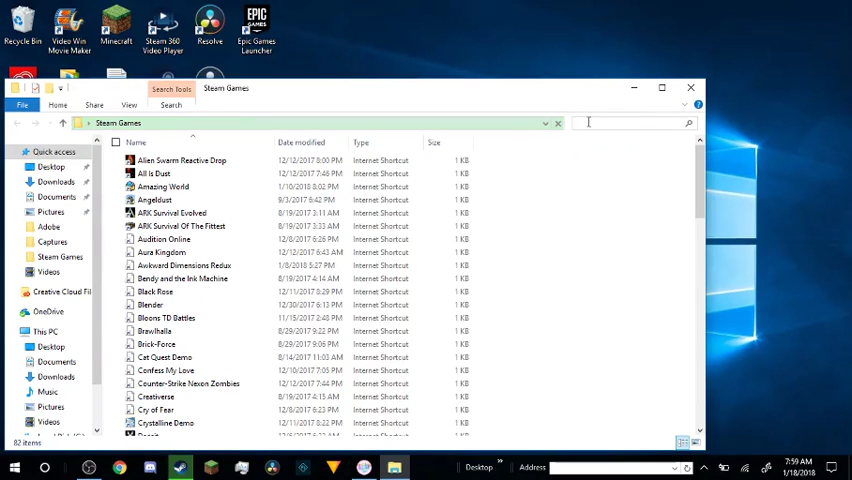 EPIC GAMES
Recycle Bin
Video Win Movie Maker
Minecraft
Steam 360 Video Player
Resolve
Epic Games Launcher
Search Tools
Steam Games
File
Home
Share
View
Search
Steam Games
Name
Date modified
Type
Size
Quick access
Desktop
Downloads
Documents
Pictures
Adobe
Captures
Steam Games
Videos
Creative Cloud Fil
OneDrive
This PC
Desktop
Documents
Downloads
Music
Pictures
Videos
Alien Swarm Reactive Drop 12/12/2017 8:00 PM Internet Shortcut 1 KB
All Is Dust 12/12/2017 7:46 PM Internet Shortcut 1 KB
Amazing World 1/10/2018 8:02 PM Internet Shortcut 1 KB
Angeldust 9/3/2017 6:42 PM Internet Shortcut 1 KB
ARK Survival Evolved 8/19/2017 3:11 AM Internet Shortcut 1 KB
ARK Survival Of The Fittest 8/19/2017 3:33 AM Internet Shortcut 1 KB
Audition Online 12/8/2017 6:26 PM Internet Shortcut 1 KB
Aura Kingdom 12/12/2017 6:43 AM Internet Shortcut 1 KB
Awkward Dimensions Redux 1/8/2018 5:27 PM Internet Shortcut 1 KB
Bendy and the Ink Machine 8/19/2017 4:14 AM Internet Shortcut 1 KB
Black Rose 12/11/2017 8:29 PM Internet Shortcut 1 KB
Blender 12/30/2017 6:13 PM Internet Shortcut 1 KB
Bloons TD Battles 11/15/2017 2:48 PM Internet Shortcut 1 KB
Brawlhalla 8/29/2017 9:22 PM Internet Shortcut 1 KB
Brick-Force 8/29/2017 9:44 PM Internet Shortcut 1 KB
Cat Quest Demo 8/14/2017 11:03 AM Internet Shortcut 1 KB
Confess My Love 12/10/2017 7:05 PM Internet Shortcut 1 KB
Counter-Strike Nexon Zombies 12/12/2017 7:44 PM Internet Shortcut 1 KB
Creativerse 8/19/2017 4:15 AM Internet Shortcut 1 KB
Cry of Fear 12/8/2017 6:23 PM Internet Shortcut 1 KB
Crystalline Demo 12/11/2017 8:22 PM Internet Shortcut 1 KB
82 items
Desktop
Address
7:59 AM
1/18/2018